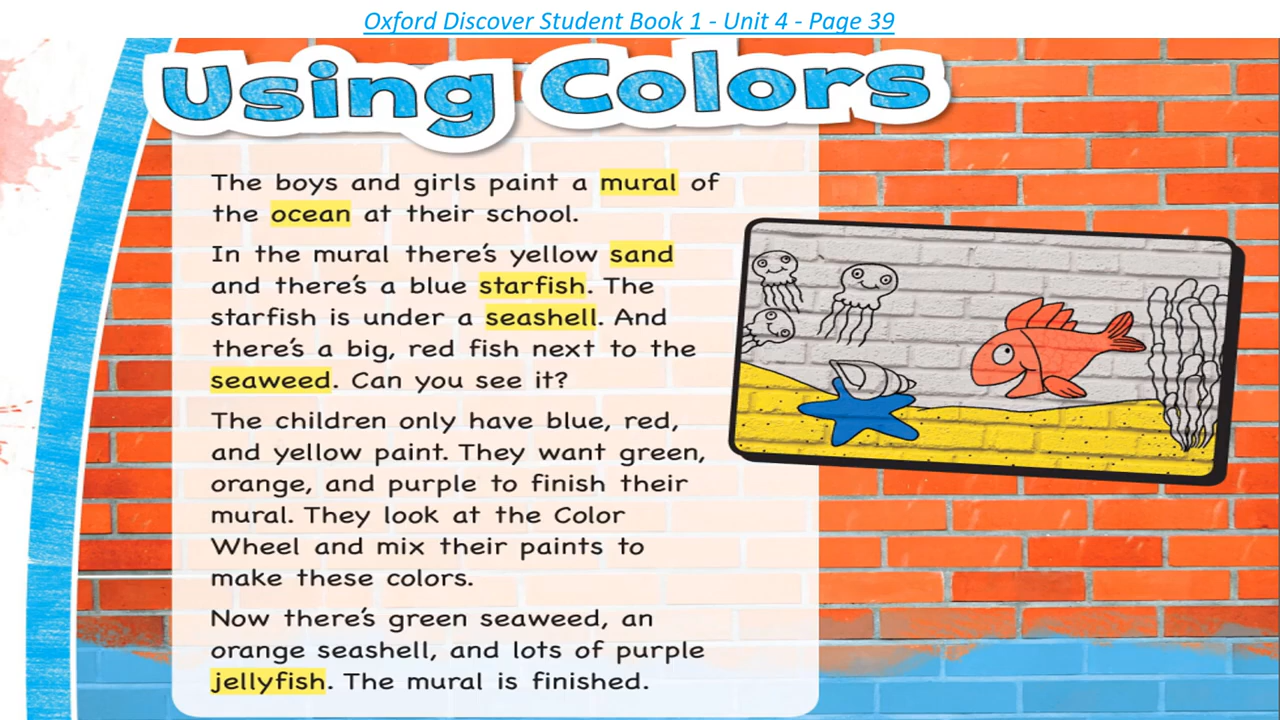 Oxford Discover Student Book 1 - Unit 4 - Page 39
Using Colors
The boys and girls paint a mural of
the ocean at their school.
In the mural there's yellow sand
and there's a blue starfish. The
starfish is under a seashell. And
there's a big, red fish next to the
seaweed. Can you see it?
The children only have blue, red,
and yellow paint. They want green,
orange, and purple to finish their
mural. They look at the Color
Wheel and mix their paints to
make these colors.
Now there's green seaweed, an
orange seashell, and lots of purple
jellyfish. The mural is finished.